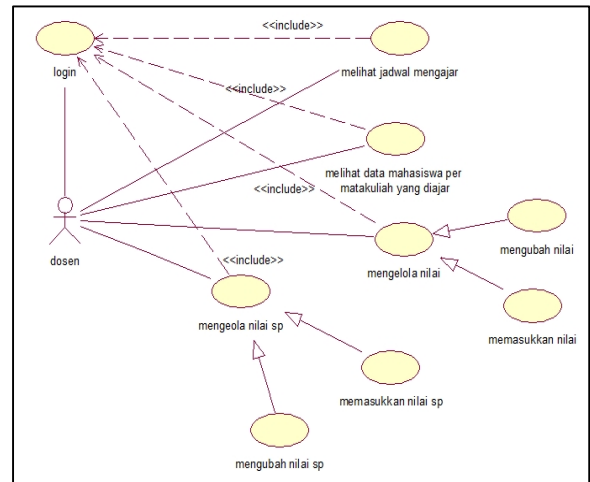 <<include>>
login
melihat jadwal mengajar
<<include>>
melihat data mahasiswa per
matakuliah yang diajar
<<include>>
mengubah nilai
dosen
<<include>>
mengelola nilai
mengeola nilai sp
memasukkan nilai
memasukkan nilai sp
mengubah nilai sp